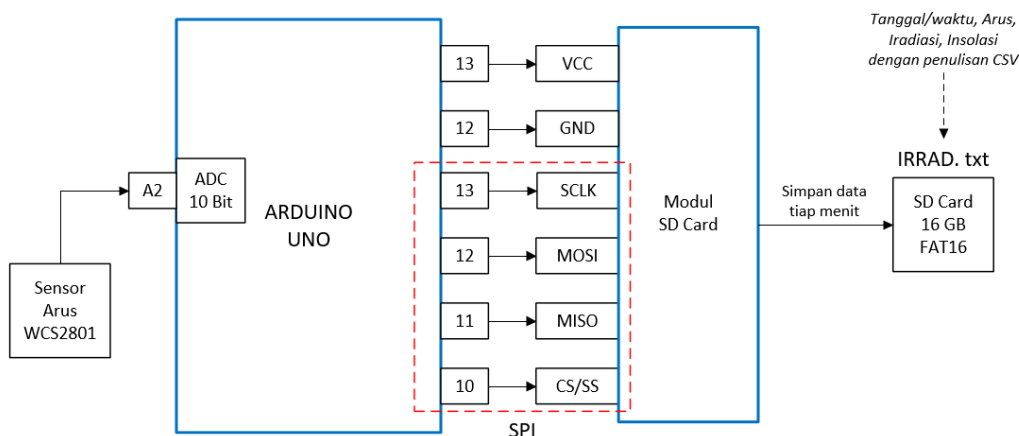 Tanggal/waktu, Arus,
Iradiasi, Insolasi
dengan penulisan CSV
IRRAD. txt
SD Card
16 GB
FAT16
Simpan data
tiap menit
Modul
SD Card
13
VCC
12
GND
13
SCLK
12
MOSI
11
MISO
10
CS/SS
SPI
ARDUINO
UNO
A2
ADC
10 Bit
Sensor
Arus
WCS2801